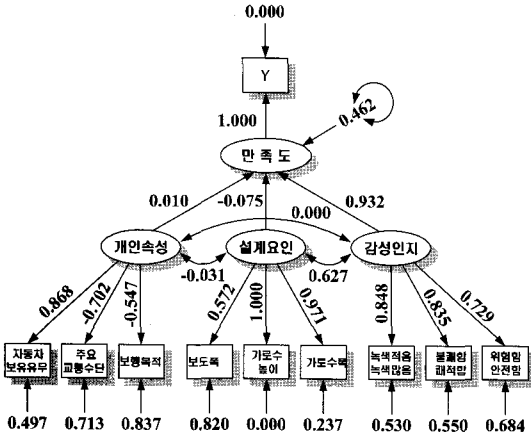 0.000
Y
1.000
0.462
만 족 도
0.010
-0.075
0.932
0.000
개인속성
설계요인
감성인지
-0.031
0.627
0.868
-0.702
-0.547
0.572
1.000
0.971
0.848
0.835
0.729
자동차
보유유무
주요
교통수단
보행목적
보도폭
가로수
높이
가로수폭
녹색적음
녹색많음
불쾌함
쾌적함
위험함
안전함
0.497
0.713
0.837
0.820
0.000
0.237
0.530
0.550
0.684